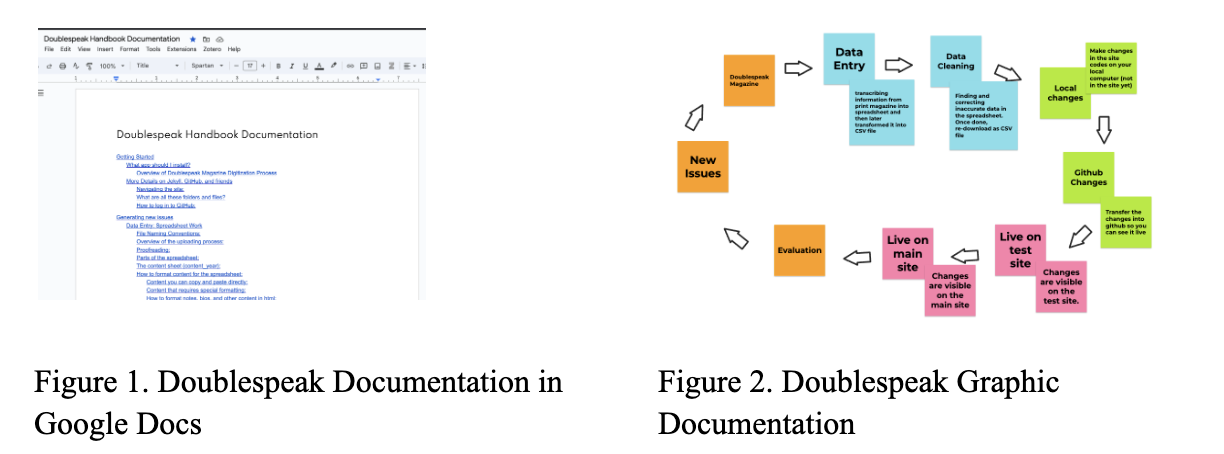 Doublespeak Handbook Documentation
File Edit View Insert Format Tools Extensions Zotero Help
100% Title Spartan 17 B I U A
1 1 2 3 4 5 6 7
Doublespeak Handbook Documentation
Getting Started
What app should I install?
Overview of Doublespeak Magazine Digitization Process
More Details on Jekyll, GitHub, and friends
Navigating the site:
What are all these folders and files?
How to log in to GitHub:
Generating new issues
Data Entry: Spreadsheet Work
File Naming Conventions:
Overview of the uploading process:
Proofreading:
Parts of the spreadsheet:
The content sheet (content_year):
How to format content for the spreadsheet:
Content you can copy and paste directly:
Content that requires special formatting:
How to format notes, bios, and other content in html:
Figure 1. Doublespeak Documentation in
Google Docs
New
Issues
Doublespeak
Magazine
Data
Entry
transcribing
information from
print magazine into
spreadsheet and
then later
transformed it into
CSV file
Data
Cleaning
Finding and
correcting
inaccurate data in
the spreadsheet.
Once done,
re-download as CSV
file
Local
changes
Make changes
in the site
codes on your
local
computer (not
in the site yet)
Github
Changes
Transfer the
changes into
github so you
can see it live
Live on
test
site
Changes
are visible
on the
test site.
Live on
main
site
Changes
are visible
on the
main site
Evaluation
Figure 2. Doublespeak Graphic
Documentation